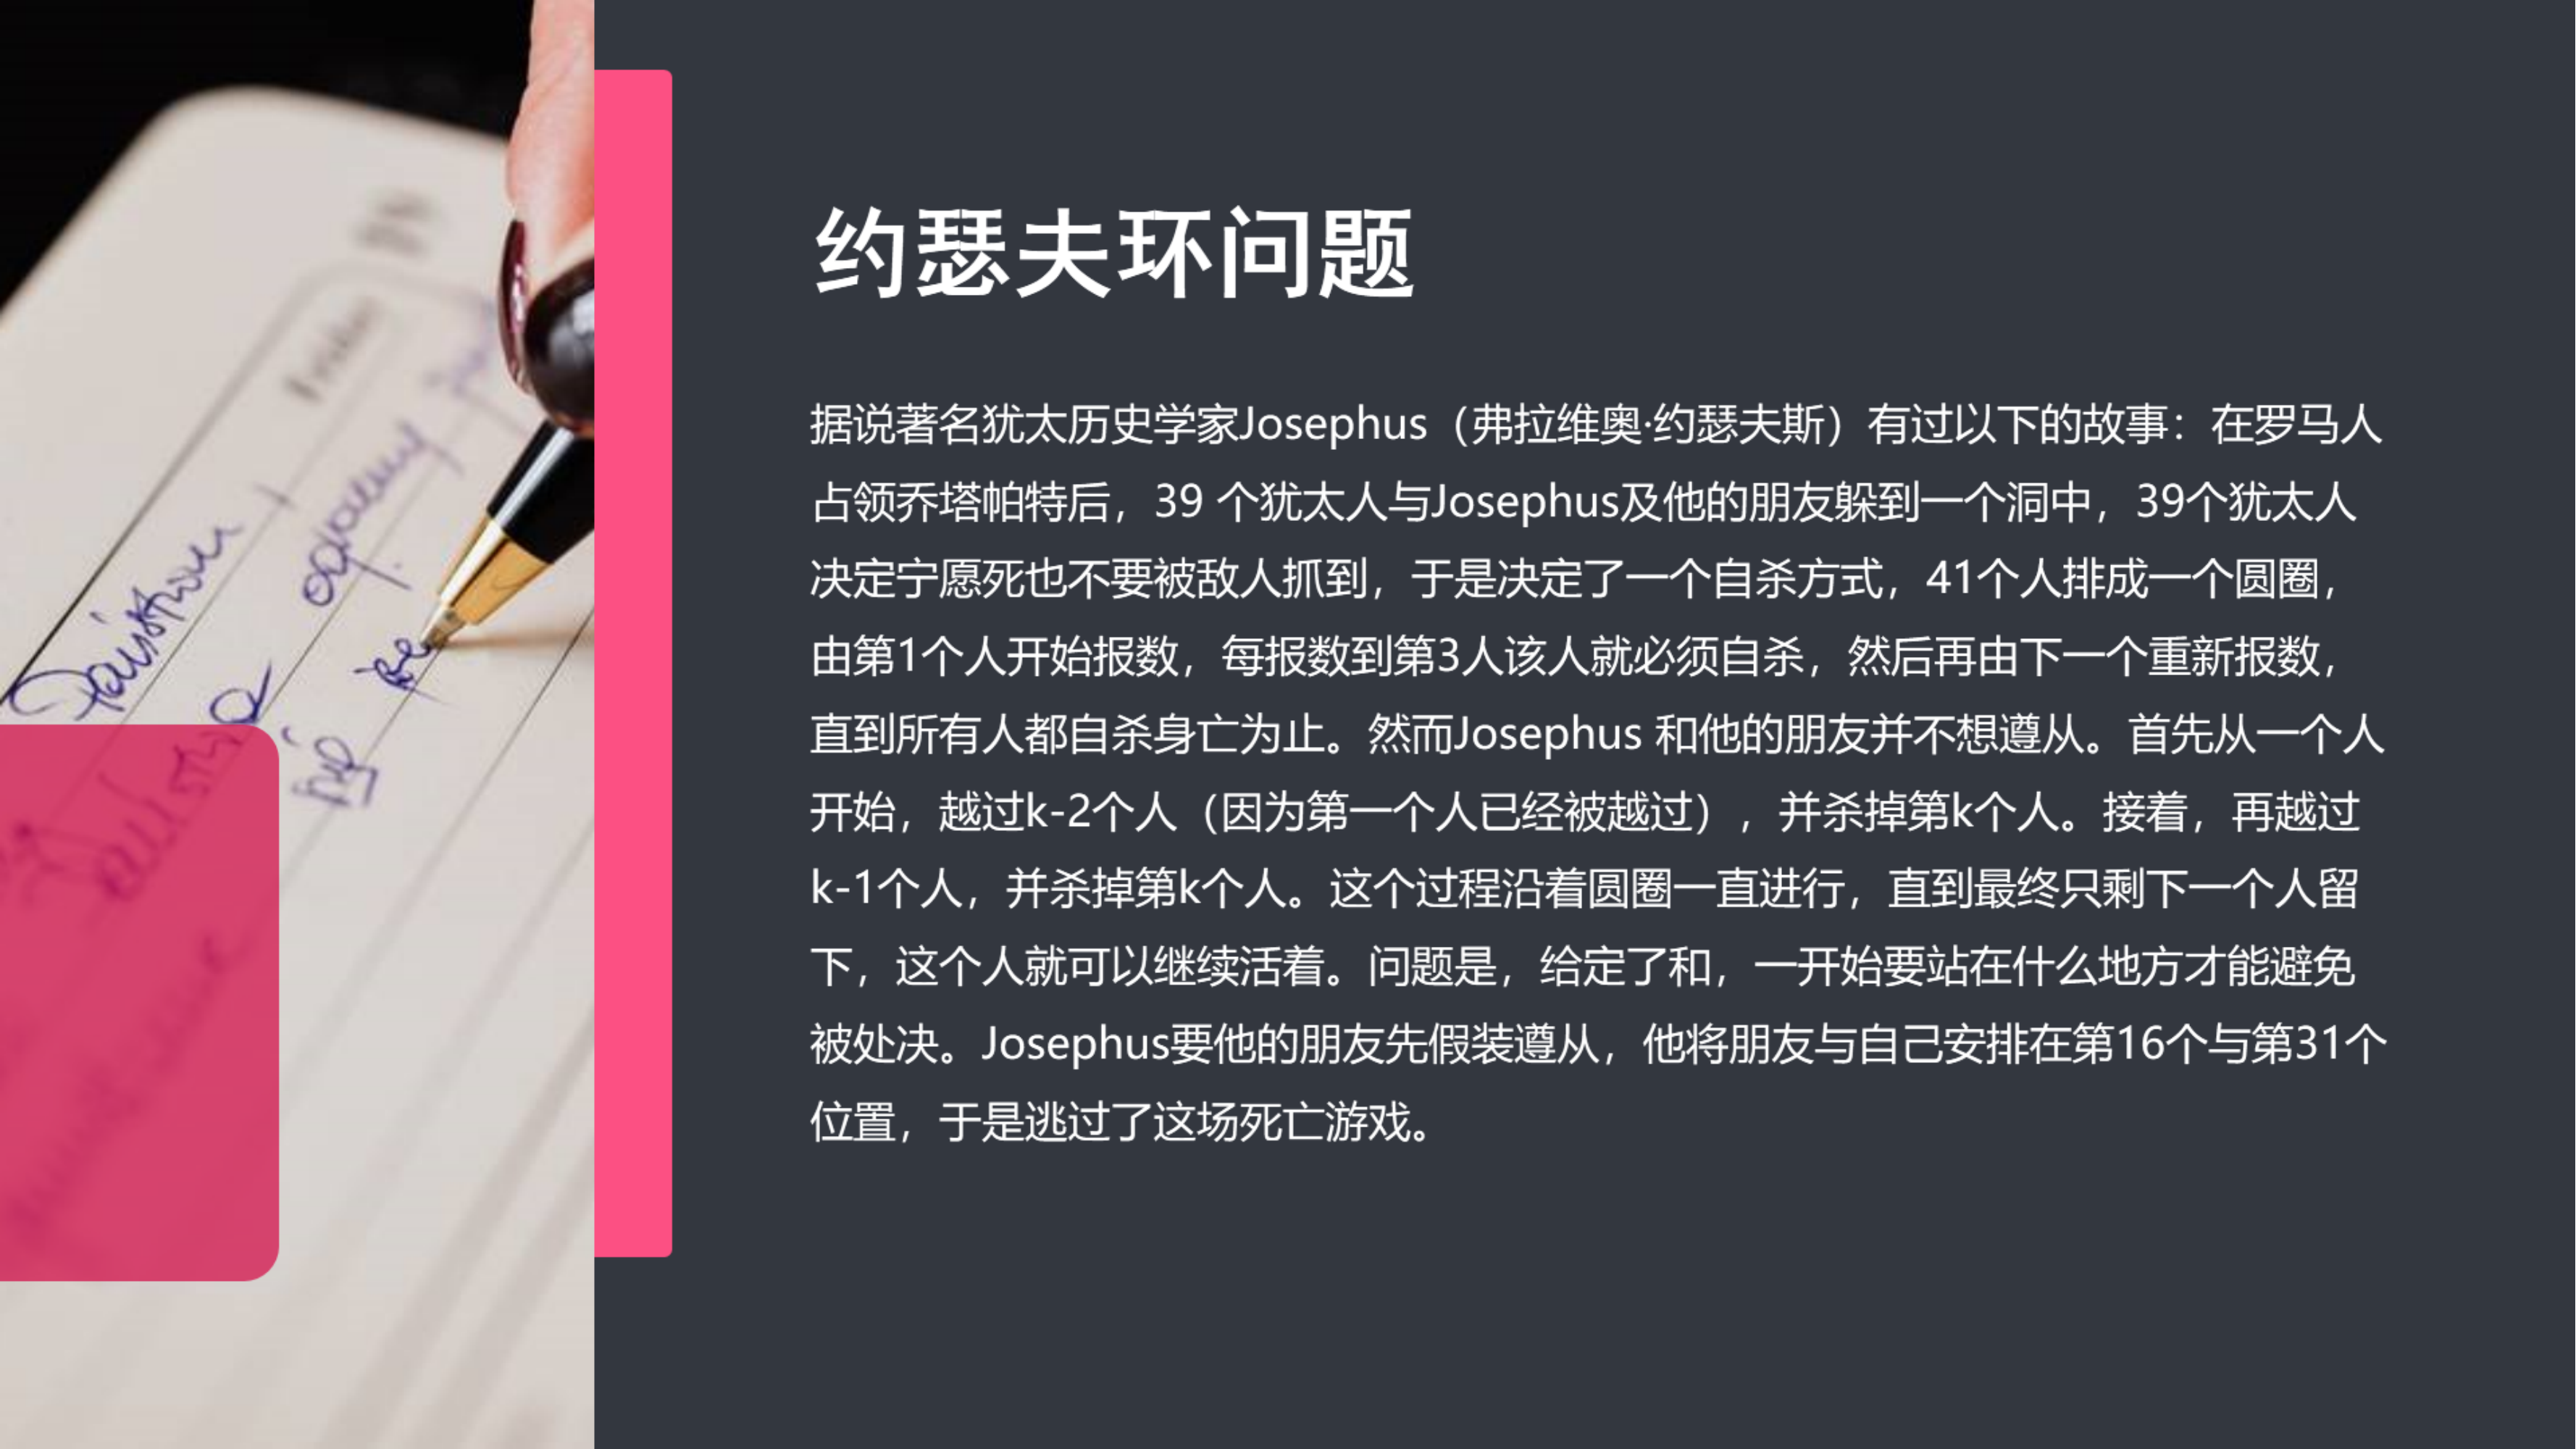 约瑟夫环问题
据说著名犹太历史学家Josephus（弗拉维奥·约瑟夫斯）有过以下的故事：在罗马人
占领乔塔帕特后，39 个犹太人与Josephus及他的朋友躲到一个洞中，39个犹太人
决定宁愿死也不要被敌人抓到，于是决定了一个自杀方式，41个人排成一个圆圈，
由第1个人开始报数，每报数到第3人该人就必须自杀，然后再由下一个重新报数，
直到所有人都自杀身亡为止。然而Josephus 和他的朋友并不想遵从。首先从一个人
开始，越过k-2个人（因为第一个人已经被越过），并杀掉第k个人。接着，再越过
k-1个人，并杀掉第k个人。这个过程沿着圆圈一直进行，直到最终只剩下一个人留
下，这个人就可以继续活着。问题是，给定了和，一开始要站在什么地方才能避免
被处决。Josephus要他的朋友先假装遵从，他将朋友与自己安排在第16个与第31个
位置，于是逃过了这场死亡游戏。